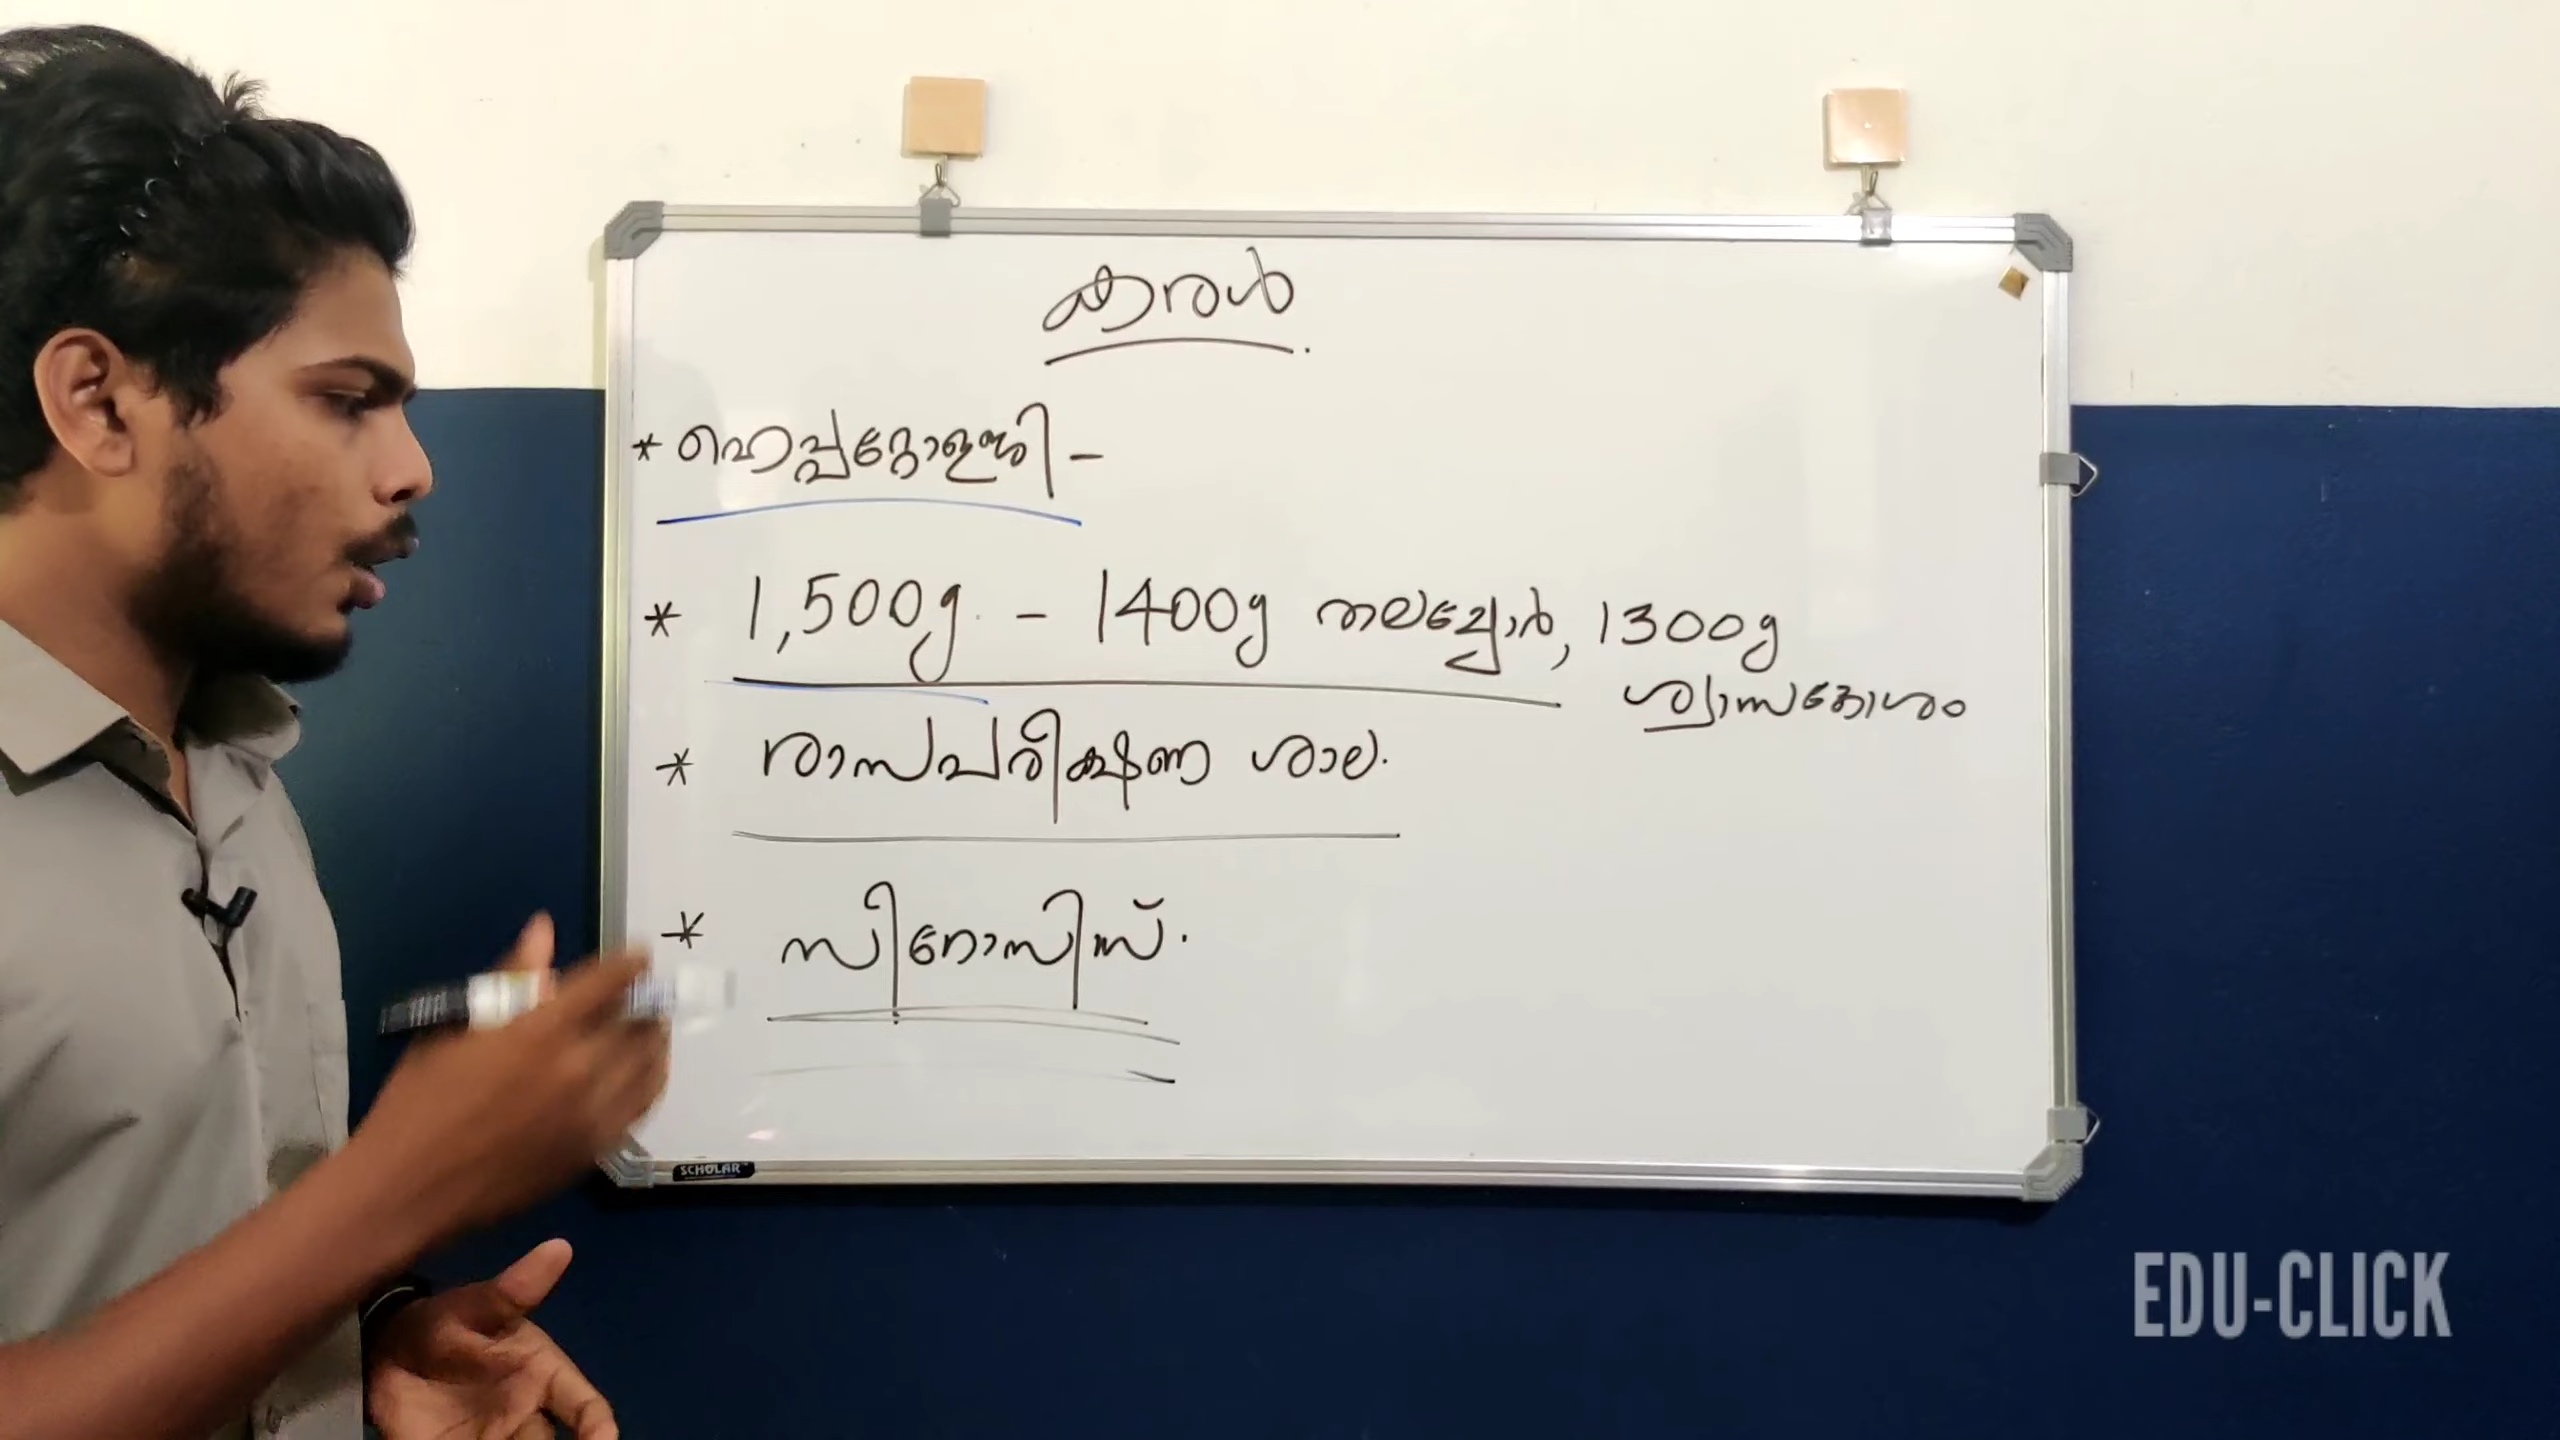 കരൾ
* ഹെപ്പറ്റോളജി -
* 1,500g. - 1400g തലച്ചോർ, 1300g
ശ്വാസകോശം
* രാസപരീക്ഷണ ശാല.
* സിറോസിസ്.
SCHOLAR
EDU-CLICK